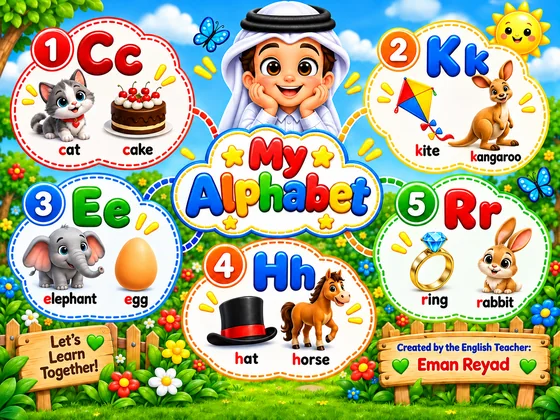 My
Alphabet
1 Cc
cat cake
2 Kk
kite kangaroo
3 Ee
elephant egg
4 Hh
hat horse
5 Rr
ring rabbit
Let's
Learn
Together!
Created by the English Teacher:
Eman Reyad